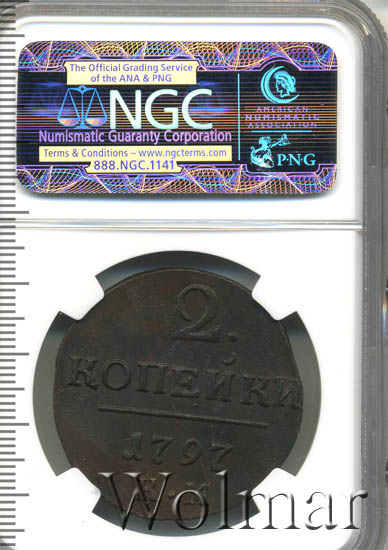 The Official Grading Service
of the ANA & PNG
NGC
Numismatic Guaranty Corporation
Terms & Conditions – www.ngcterms.com
888.NGC.1141
AMERICAN
NUMISMATIC
ASSOCIATION
PNG
2.
КОПЕЙКИ
1797
Wolmar